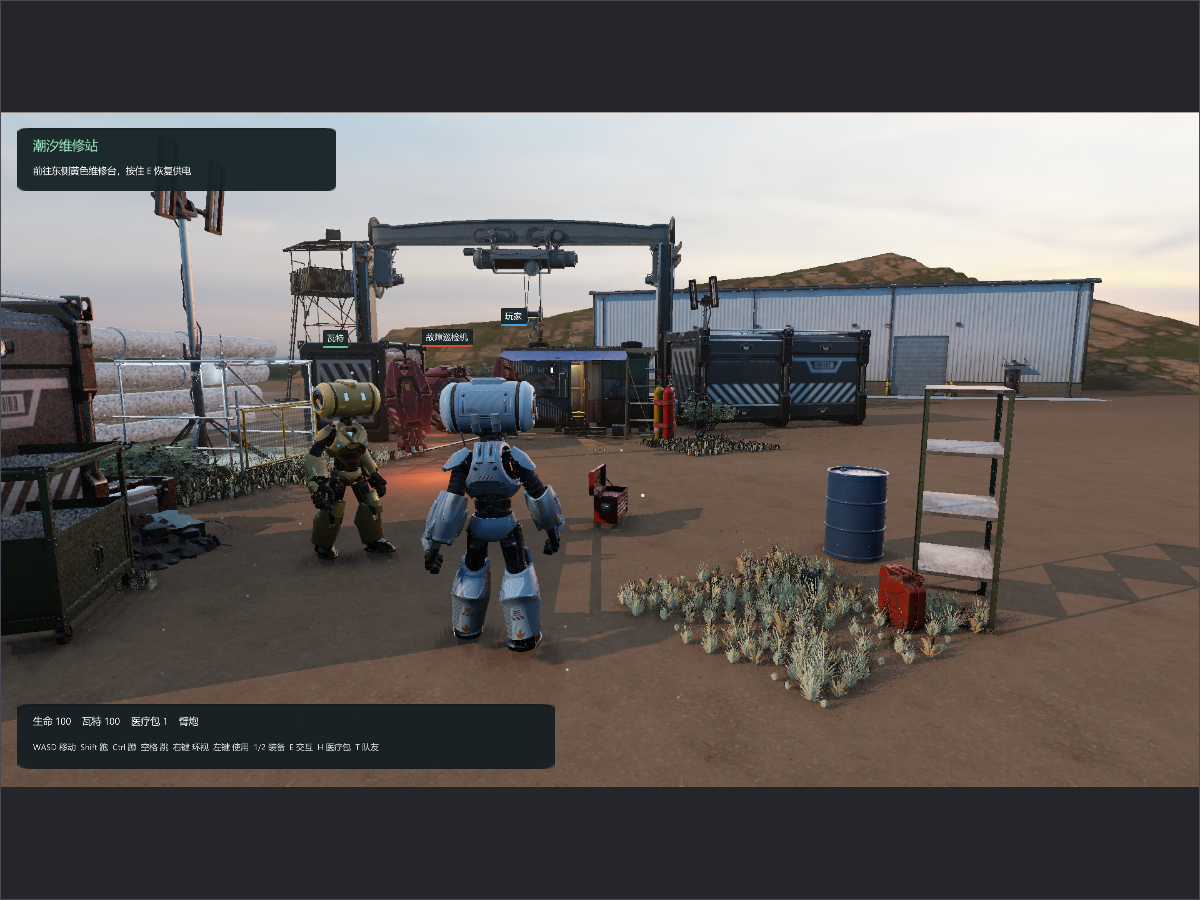 潮汐维修站
前往东侧黄色维修台，按住 E 恢复供电
玩家
瓦特
故障巡检机
生命 100 瓦特 100 医疗包 1 臂炮
WASD 移动 Shift 跑 Ctrl 蹲 空格 跳 右键 环视 左键 使用 1/2 装备 E 交互 H 医疗包 T 队友